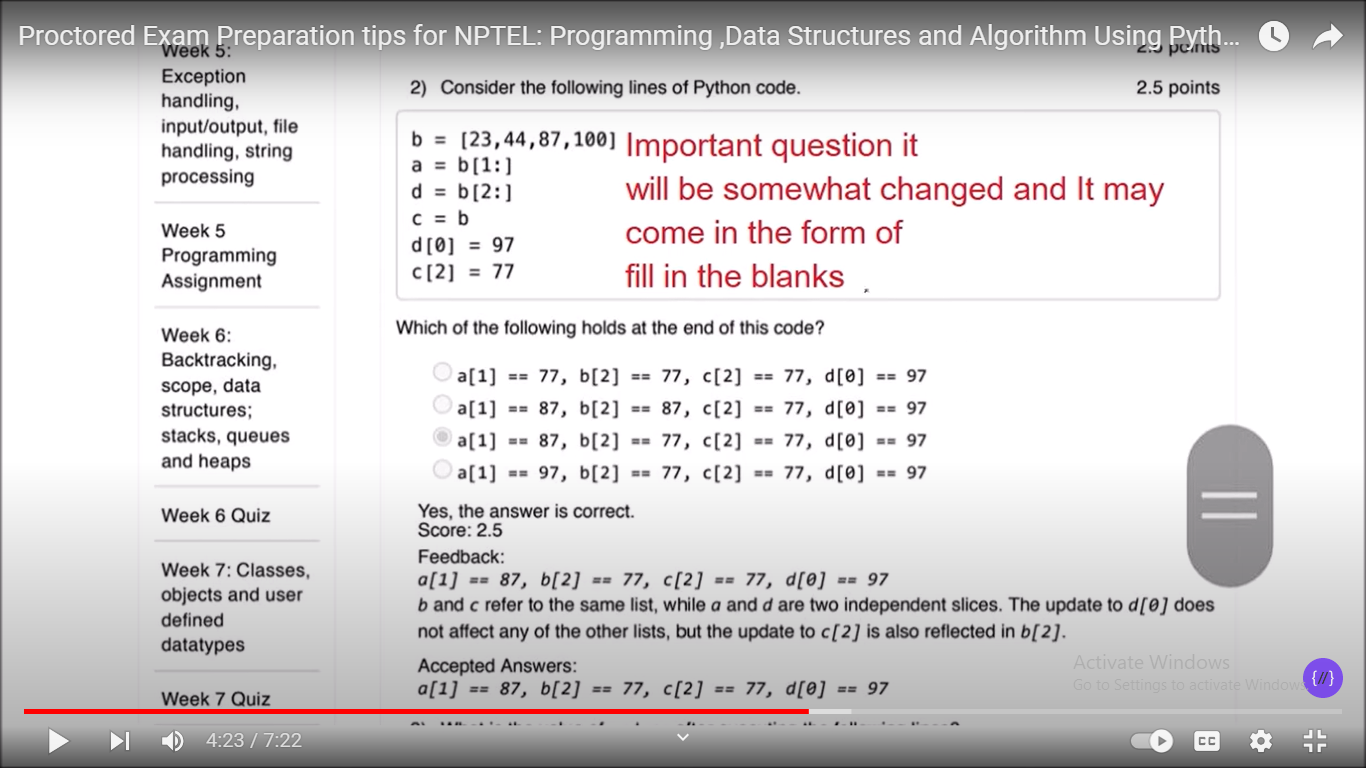 Proctored Exam Preparation tips for NPTEL: Programming ,Data Structures and Algorithm Using Pyth...
Week 5:
Exception
handling,
input/output, file
handling, string
processing
Week 5
Programming
Assignment
Week 6:
Backtracking,
scope, data
structures;
stacks, queues
and heaps
Week 6 Quiz
Week 7: Classes,
objects and user
defined
datatypes
Week 7 Quiz
2.5 points
2) Consider the following lines of Python code.
2.5 points
b = [23,44,87,100]
a = b[1:]
d = b[2:]
c = b
d[0] = 97
c[2] = 77
Important question it
will be somewhat changed and It may
come in the form of
fill in the blanks
Which of the following holds at the end of this code?
a[1] == 77, b[2] == 77, c[2] == 77, d[0] == 97
a[1] == 87, b[2] == 87, c[2] == 77, d[0] == 97
a[1] == 87, b[2] == 77, c[2] == 77, d[0] == 97
a[1] == 97, b[2] == 77, c[2] == 77, d[0] == 97
Yes, the answer is correct.
Score: 2.5
Feedback:
a[1] == 87, b[2] == 77, c[2] == 77, d[0] == 97
b and c refer to the same list, while a and d are two independent slices. The update to d[0] does
not affect any of the other lists, but the update to c[2] is also reflected in b[2].
Accepted Answers:
a[1] == 87, b[2] == 77, c[2] == 77, d[0] == 97
Activate Windows
Go to Settings to activate Windows
{//}
4:23 / 7:22
CC